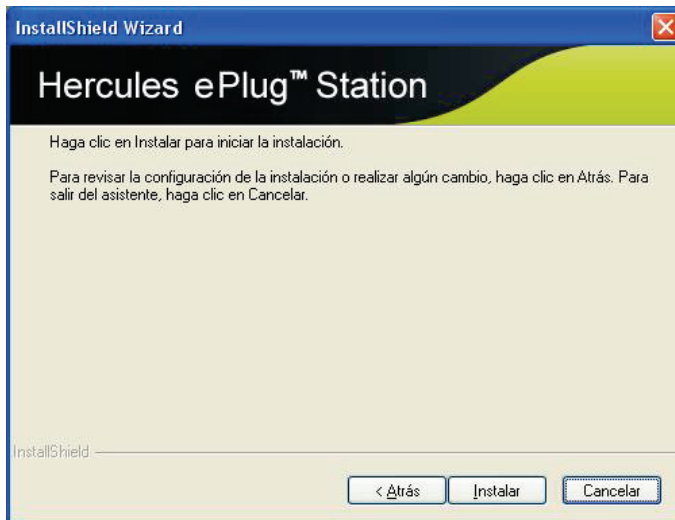 InstallShield Wizard
Hercules ePlug™ Station
Haga clic en Instalar para iniciar la instalación.
Para revisar la configuración de la instalación o realizar algún cambio, haga clic en Atrás. Para
salir del asistente, haga clic en Cancelar.
InstallShield
< Atrás Instalar Cancelar